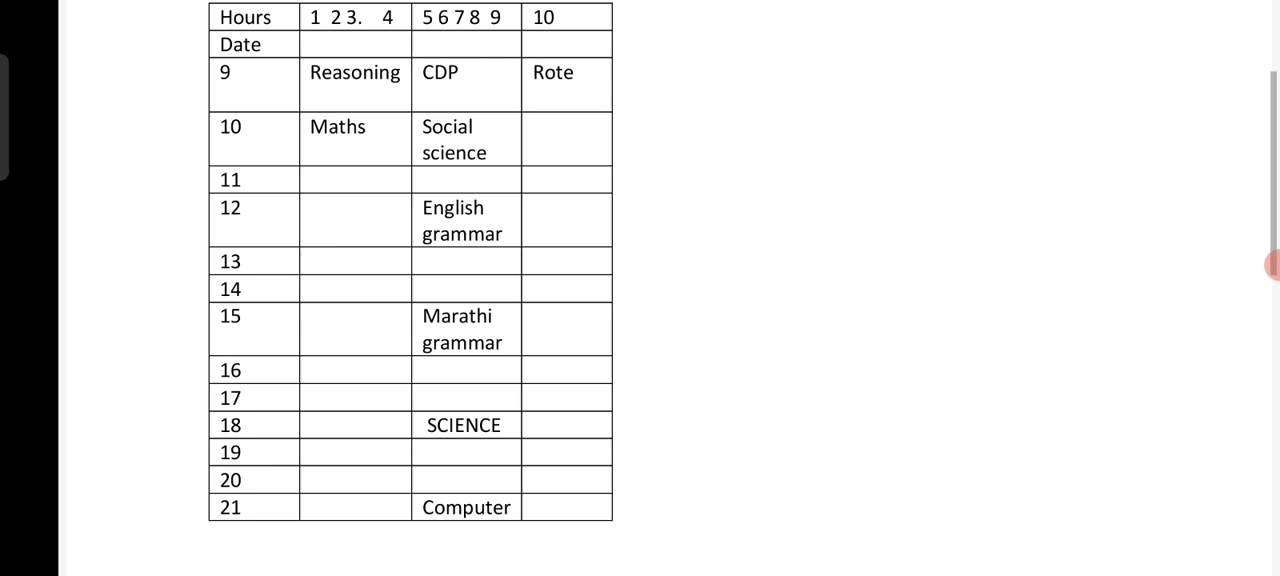 Hours 1 2 3. 4 5 6 7 8 9 10
Date
9 Reasoning CDP Rote
10 Maths Social
science
11
12 English
grammar
13
14
15 Marathi
grammar
16
17
18 SCIENCE
19
20
21 Computer